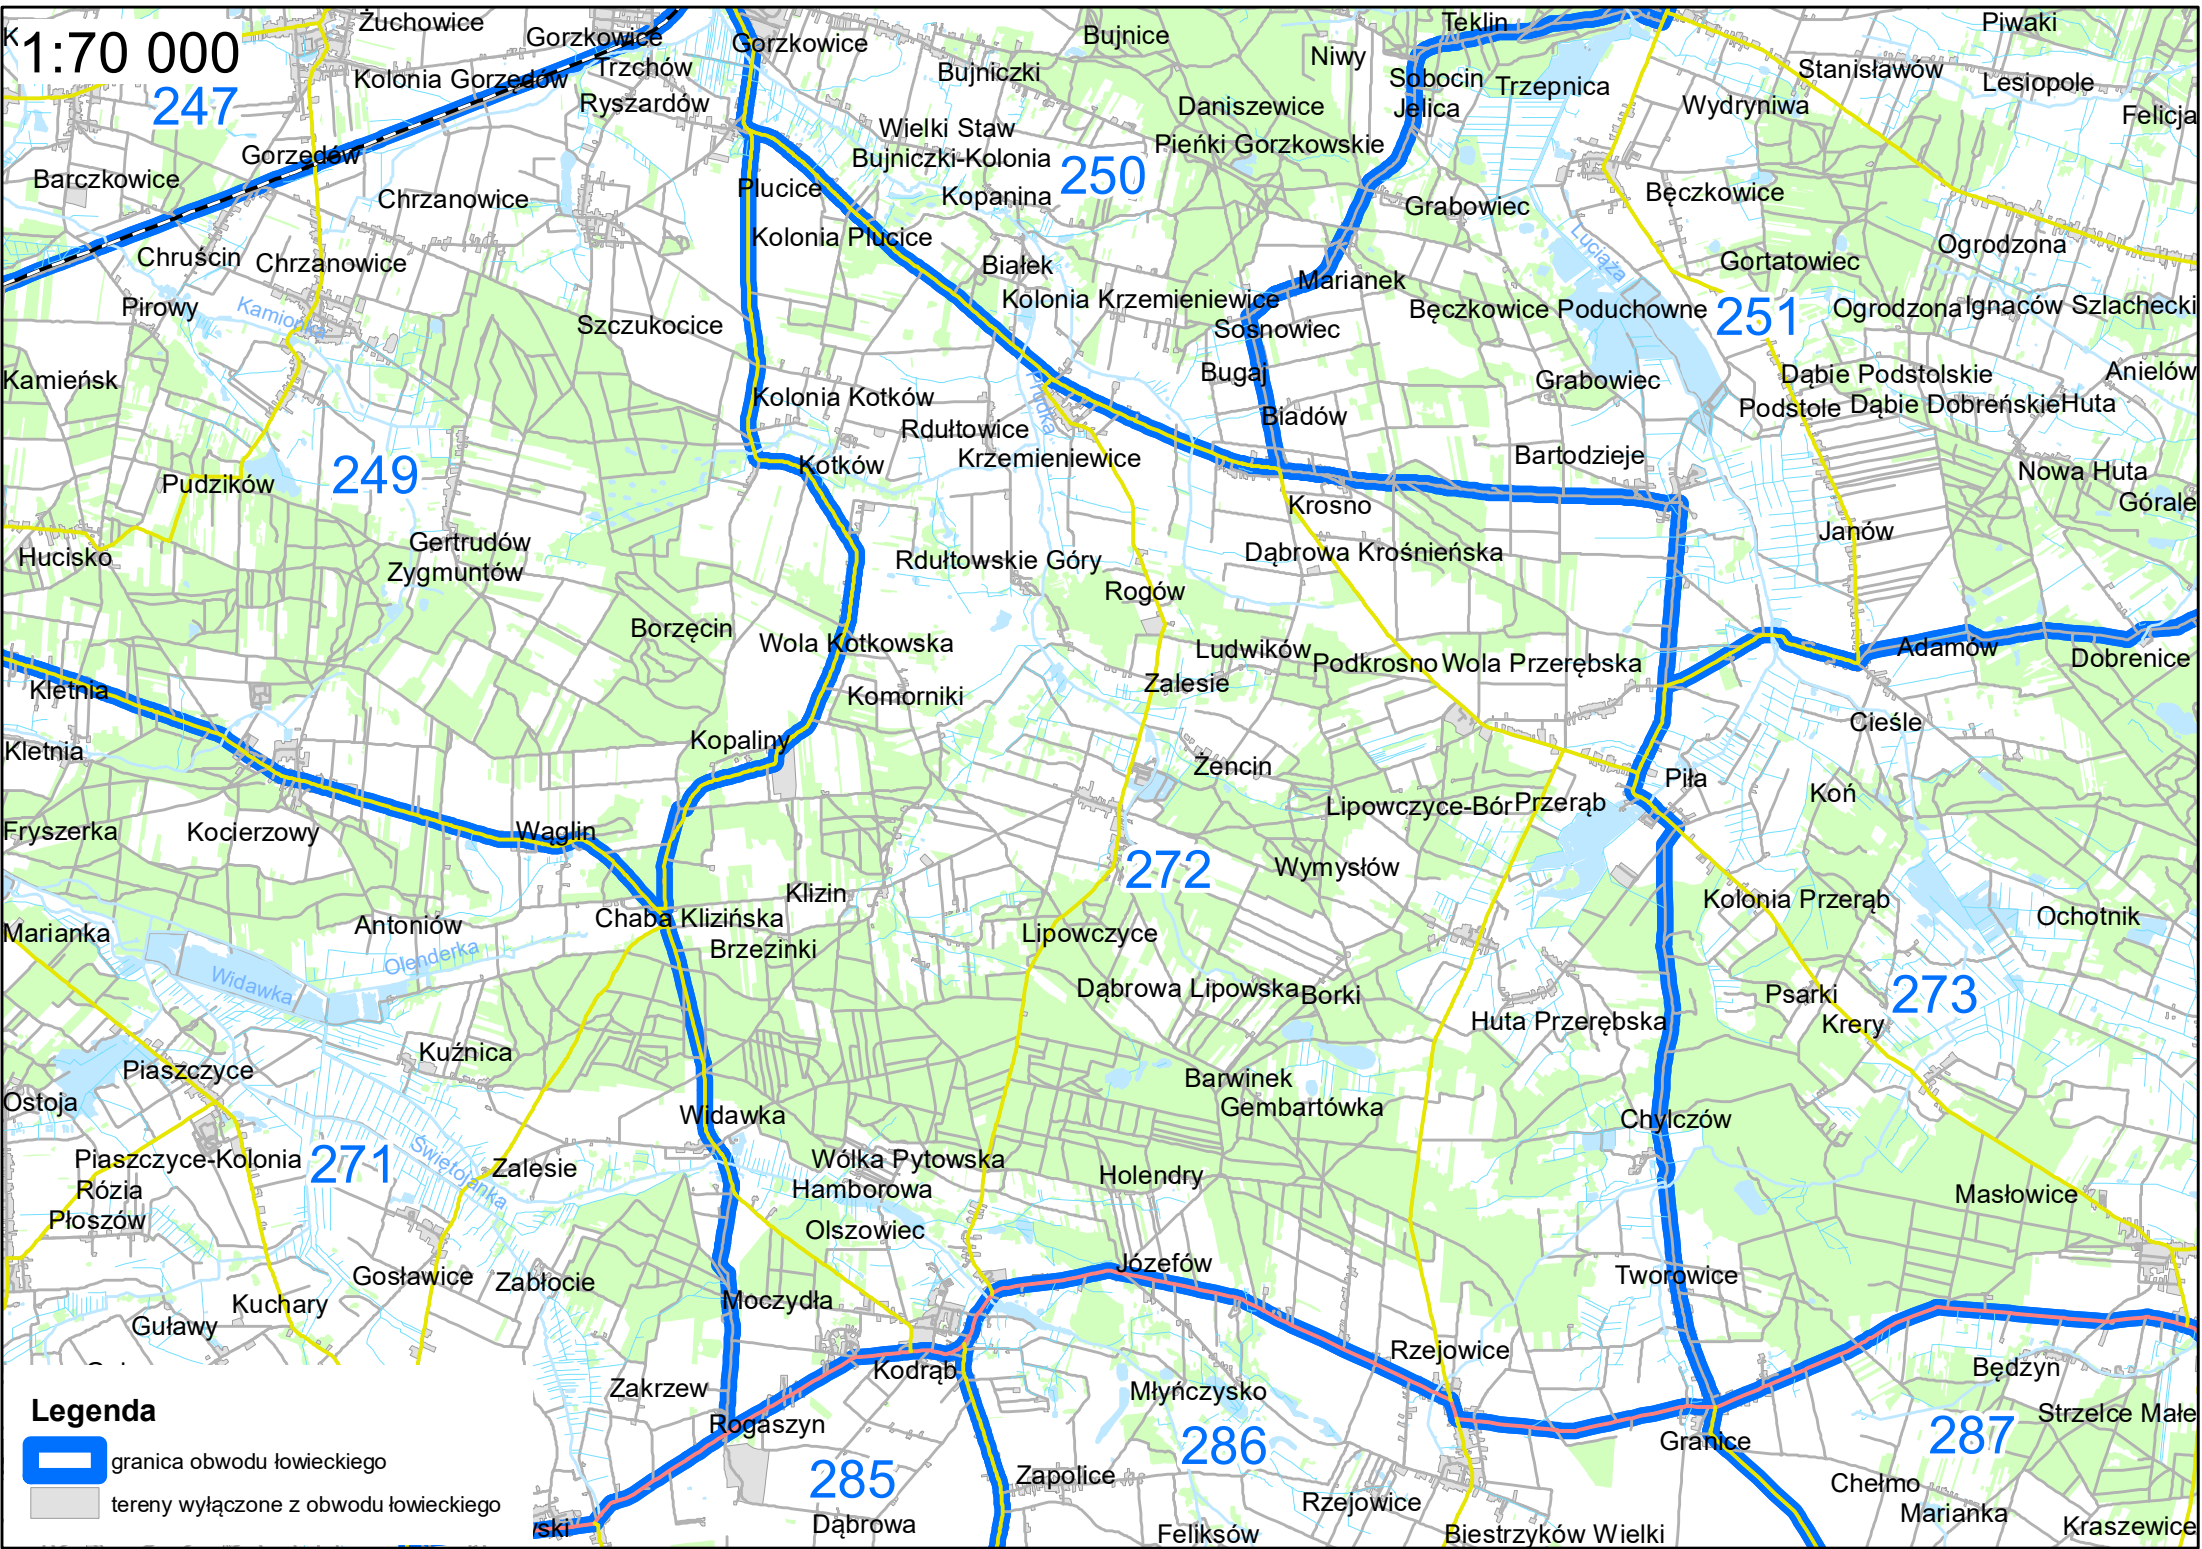 Żuchowice
Gorzkowice
Gorzkowice
Bujnice
Teklin
Piwaki
K
1:70 000
Niwy
Kolonia Gorzędów
Trzchów
Bujniczki
Sobocin
Trzepnica
Stanisławów
Lesiopole
247
Ryszardów
Daniszewice
Jelica
Wydryniwa
Felicja
Wielki Staw
Pieńki Gorzkowskie
Gorzędów
Bujniczki-Kolonia
250
Barczkowice
Chrzanowice
Plucice
Kopanina
Grabowiec
Bęczkowice
Kolonia Plucice
Luciąża
Ogrodzona
Chruścin
Chrzanowice
Białek
Marianek
Gortatowiec
Pirowy
Kamionka
Kolonia Krzemieniewice
Bęczkowice Poduchowne
251
Ogrodzona
Ignaców Szlachecki
Szczukocice
Sosnowiec
Kamieńsk
Bugaj
Grabowiec
Dąbie Podstolskie
Anielów
Kolonia Kotków
Prudka
Biadów
Podstole
Dąbie Dobreńskie
Huta
Rdułtowice
Kotków
Krzemieniewice
Bartodzieje
249
Pudzików
Nowa Huta
Krosno
Górale
Gertrudów
Janów
Hucisko
Zygmuntów
Rdułtowskie Góry
Dąbrowa Krośnieńska
Rogów
Borzęcin
Wola Kotkowska
Ludwików
Podkrosno
Wola Przerębska
Adamów
Dobrenice
Kletnia
Komorniki
Zalesie
Cieśle
Kletnia
Kopaliny
Żencin
Piła
Koń
Fryszerka
Kocierzowy
Wąglin
Lipowczyce-Bór
Przerąb
272
Wymysłów
Klizin
Kolonia Przerąb
Marianka
Antoniów
Chaba Klizińska
Lipowczyce
Ochotnik
Olenderka
Brzezinki
Widawka
Dąbrowa Lipowska
Borki
Psarki
273
Huta Przerębska
Krery
Kuźnica
Piaszczyce
Barwinek
Ostoja
Widawka
Gembartówka
Chylczów
Piaszczyce-Kolonia
271
Świętojanka
Zalesie
Wólka Pytowska
Holendry
Rózia
Hamborowa
Masłowice
Płoszów
Olszowiec
Józefów
Gosławice
Zabłocie
Tworowice
Kuchary
Moczydła
Guławy
Rzejowice
Kodrąb
Będzyn
Zakrzew
Młyńczysko
Legenda
Rogaszyn
286
Granice
287
Strzelce Małe
granica obwodu łowieckiego
285
Zapolice
Chełmo
tereny wyłączone z obwodu łowieckiego
Rzejowice
Marianka
ski
Dąbrowa
Feliksów
Biestrzyków Wielki
Kraszewice